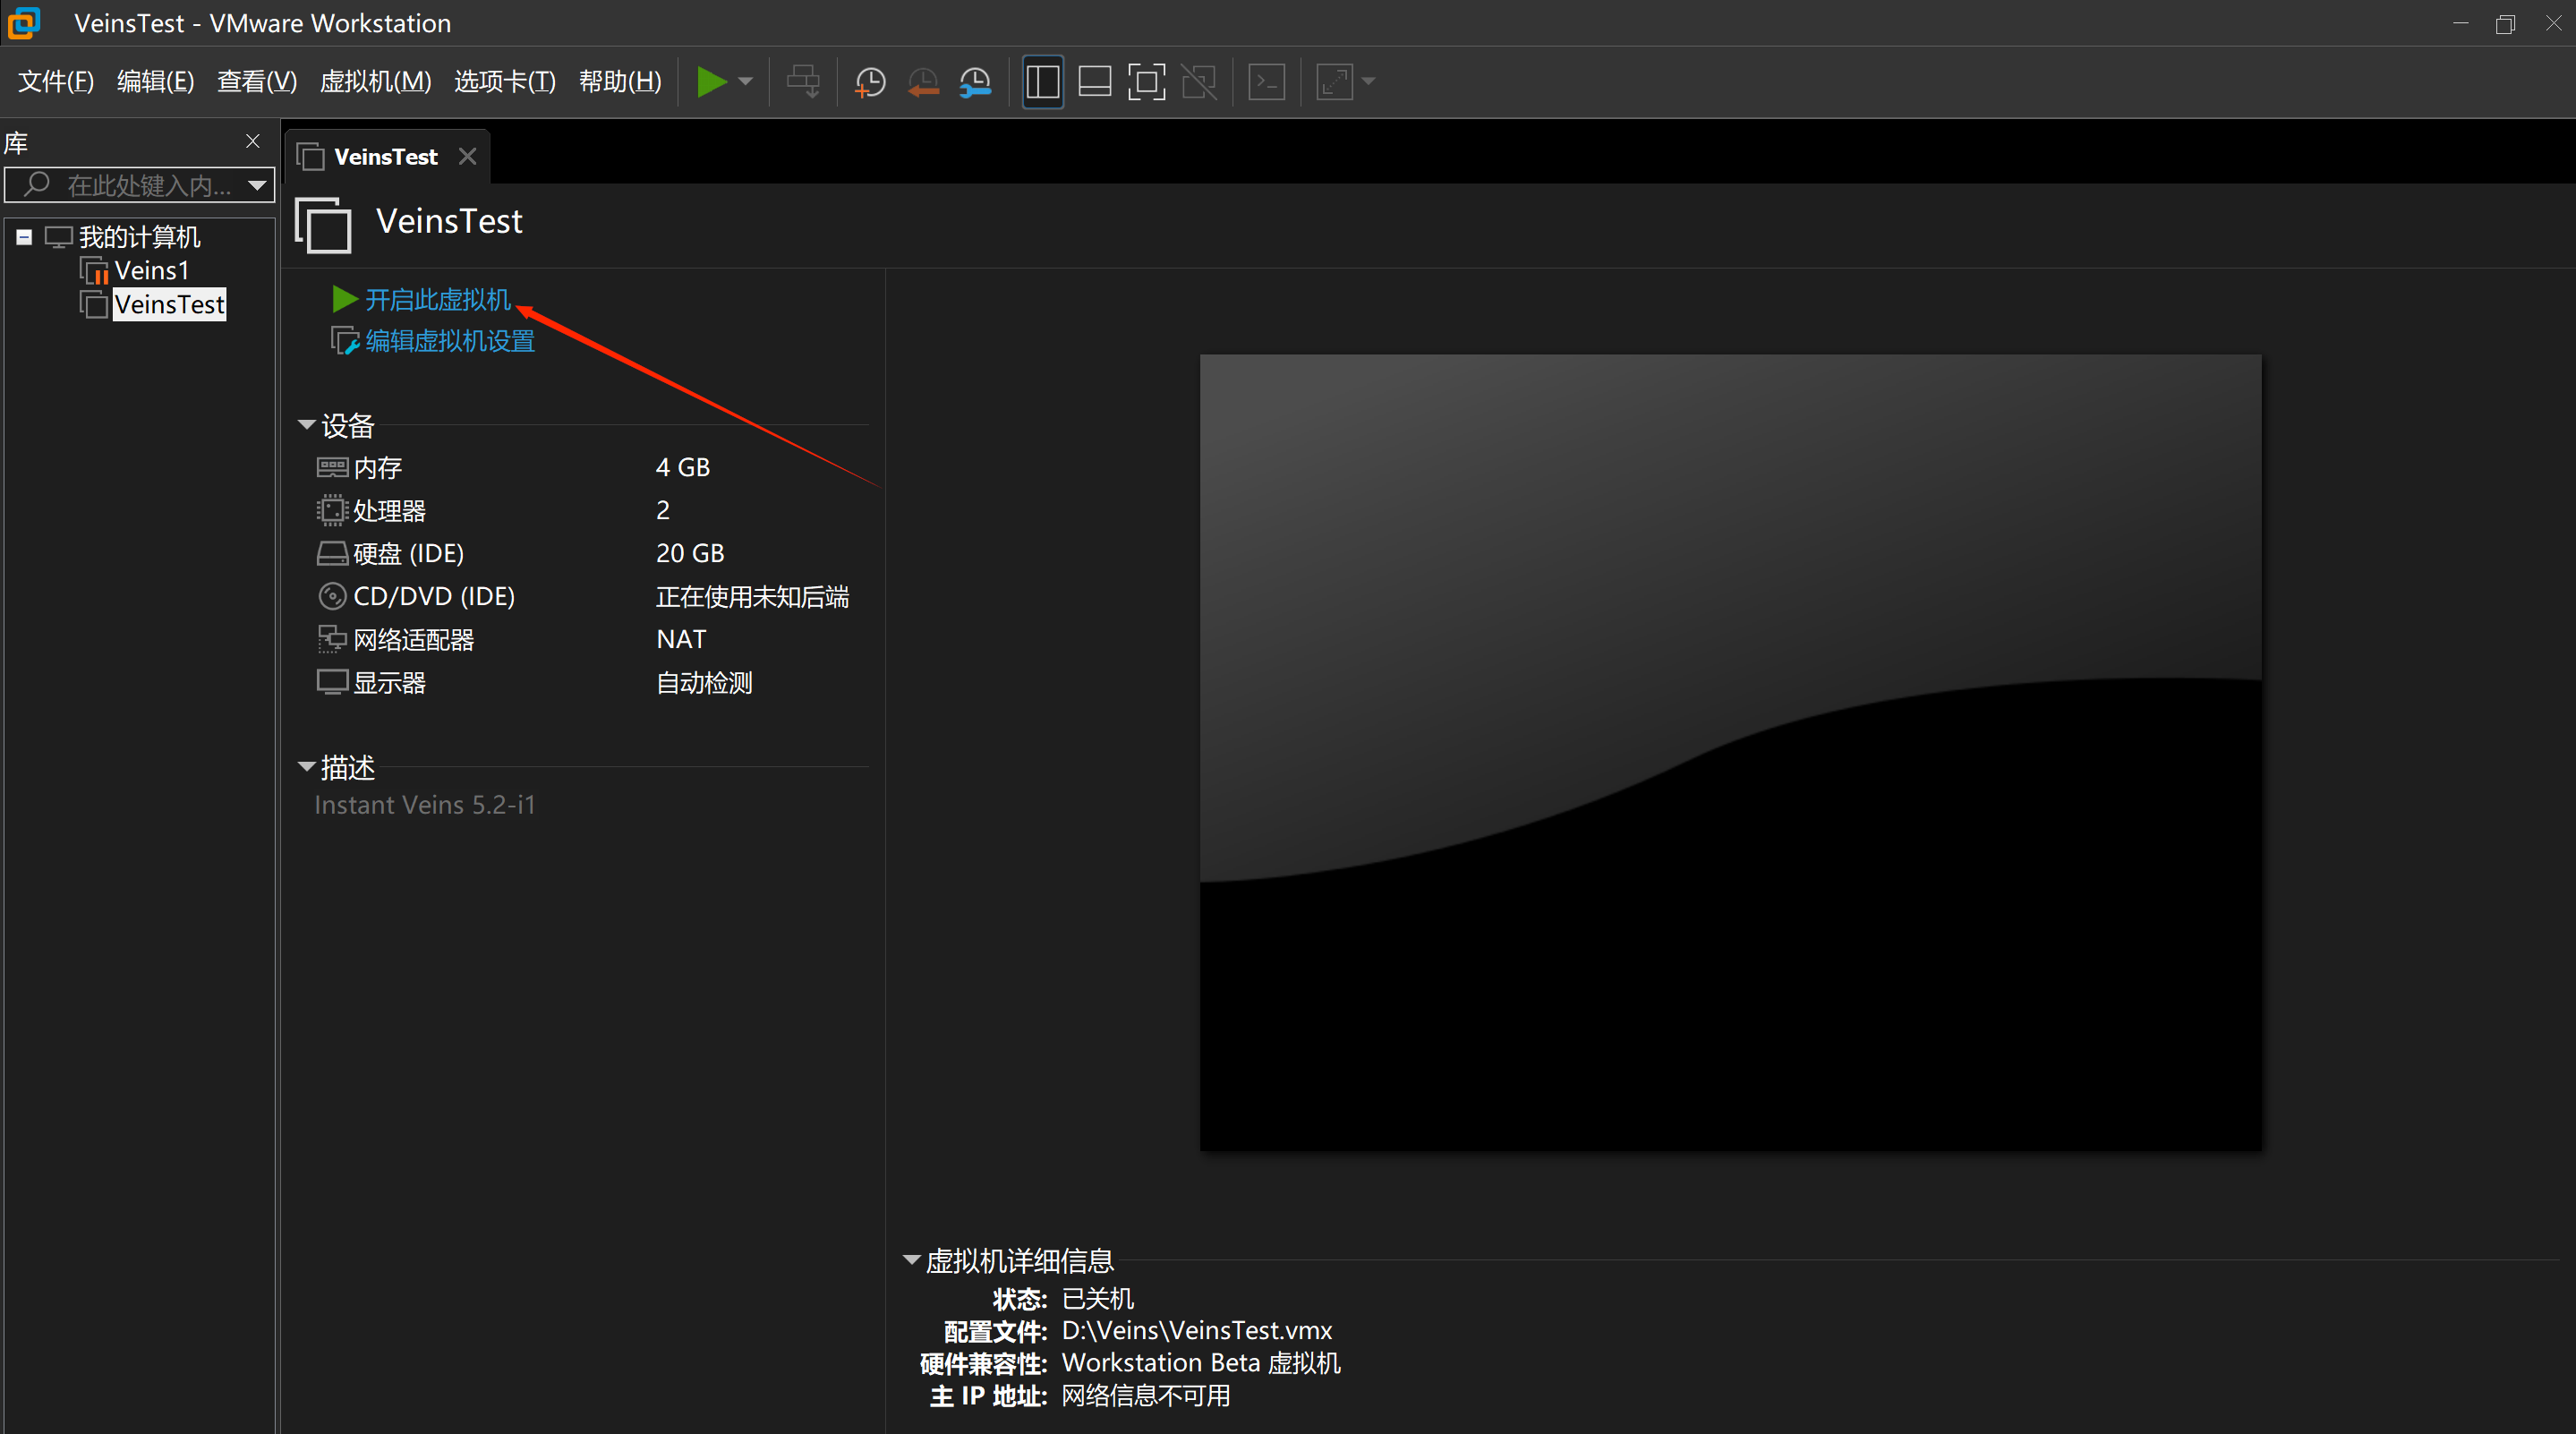 VeinsTest - VMware Workstation
文件(F) 编辑(E) 查看(V) 虚拟机(M) 选项卡(T) 帮助(H)
库
在此处键入内...
我的计算机
Veins1
VeinsTest
VeinsTest
VeinsTest
开启此虚拟机
编辑虚拟机设置
设备
内存 4 GB
处理器 2
硬盘 (IDE) 20 GB
CD/DVD (IDE) 正在使用未知后端
网络适配器 NAT
显示器 自动检测
描述
Instant Veins 5.2-i1
虚拟机详细信息
状态: 已关机
配置文件: D:\Veins\VeinsTest.vmx
硬件兼容性: Workstation Beta 虚拟机
主 IP 地址: 网络信息不可用